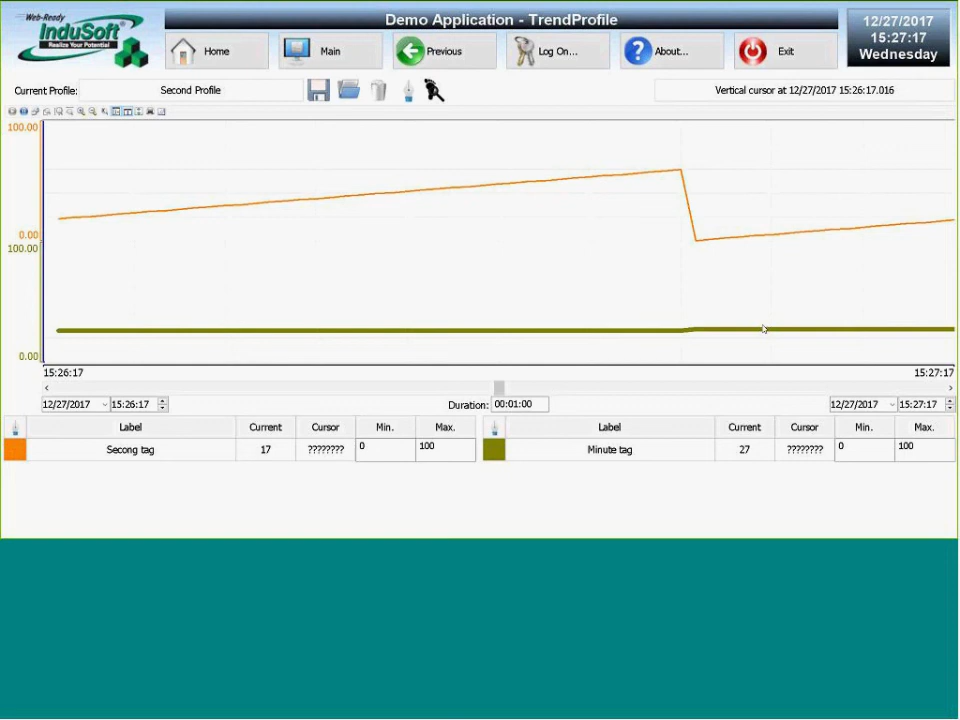 Web-Ready
InduSoft
Realize Your Potential
Demo Application - TrendProfile
Home
Main
Previous
Log On...
About...
Exit
12/27/2017
15:27:17
Wednesday
Current Profile:
Second Profile
Vertical cursor at 12/27/2017 15:26:17.016
100.00
0.00
100.00
0.00
15:26:17
15:27:17
12/27/2017 15:26:17
Duration: 00:01:00
12/27/2017 15:27:17
Label Current Cursor Min. Max. Label Current Cursor Min. Max.
Secong tag 17 ???????? 0 100 Minute tag 27 ???????? 0 100